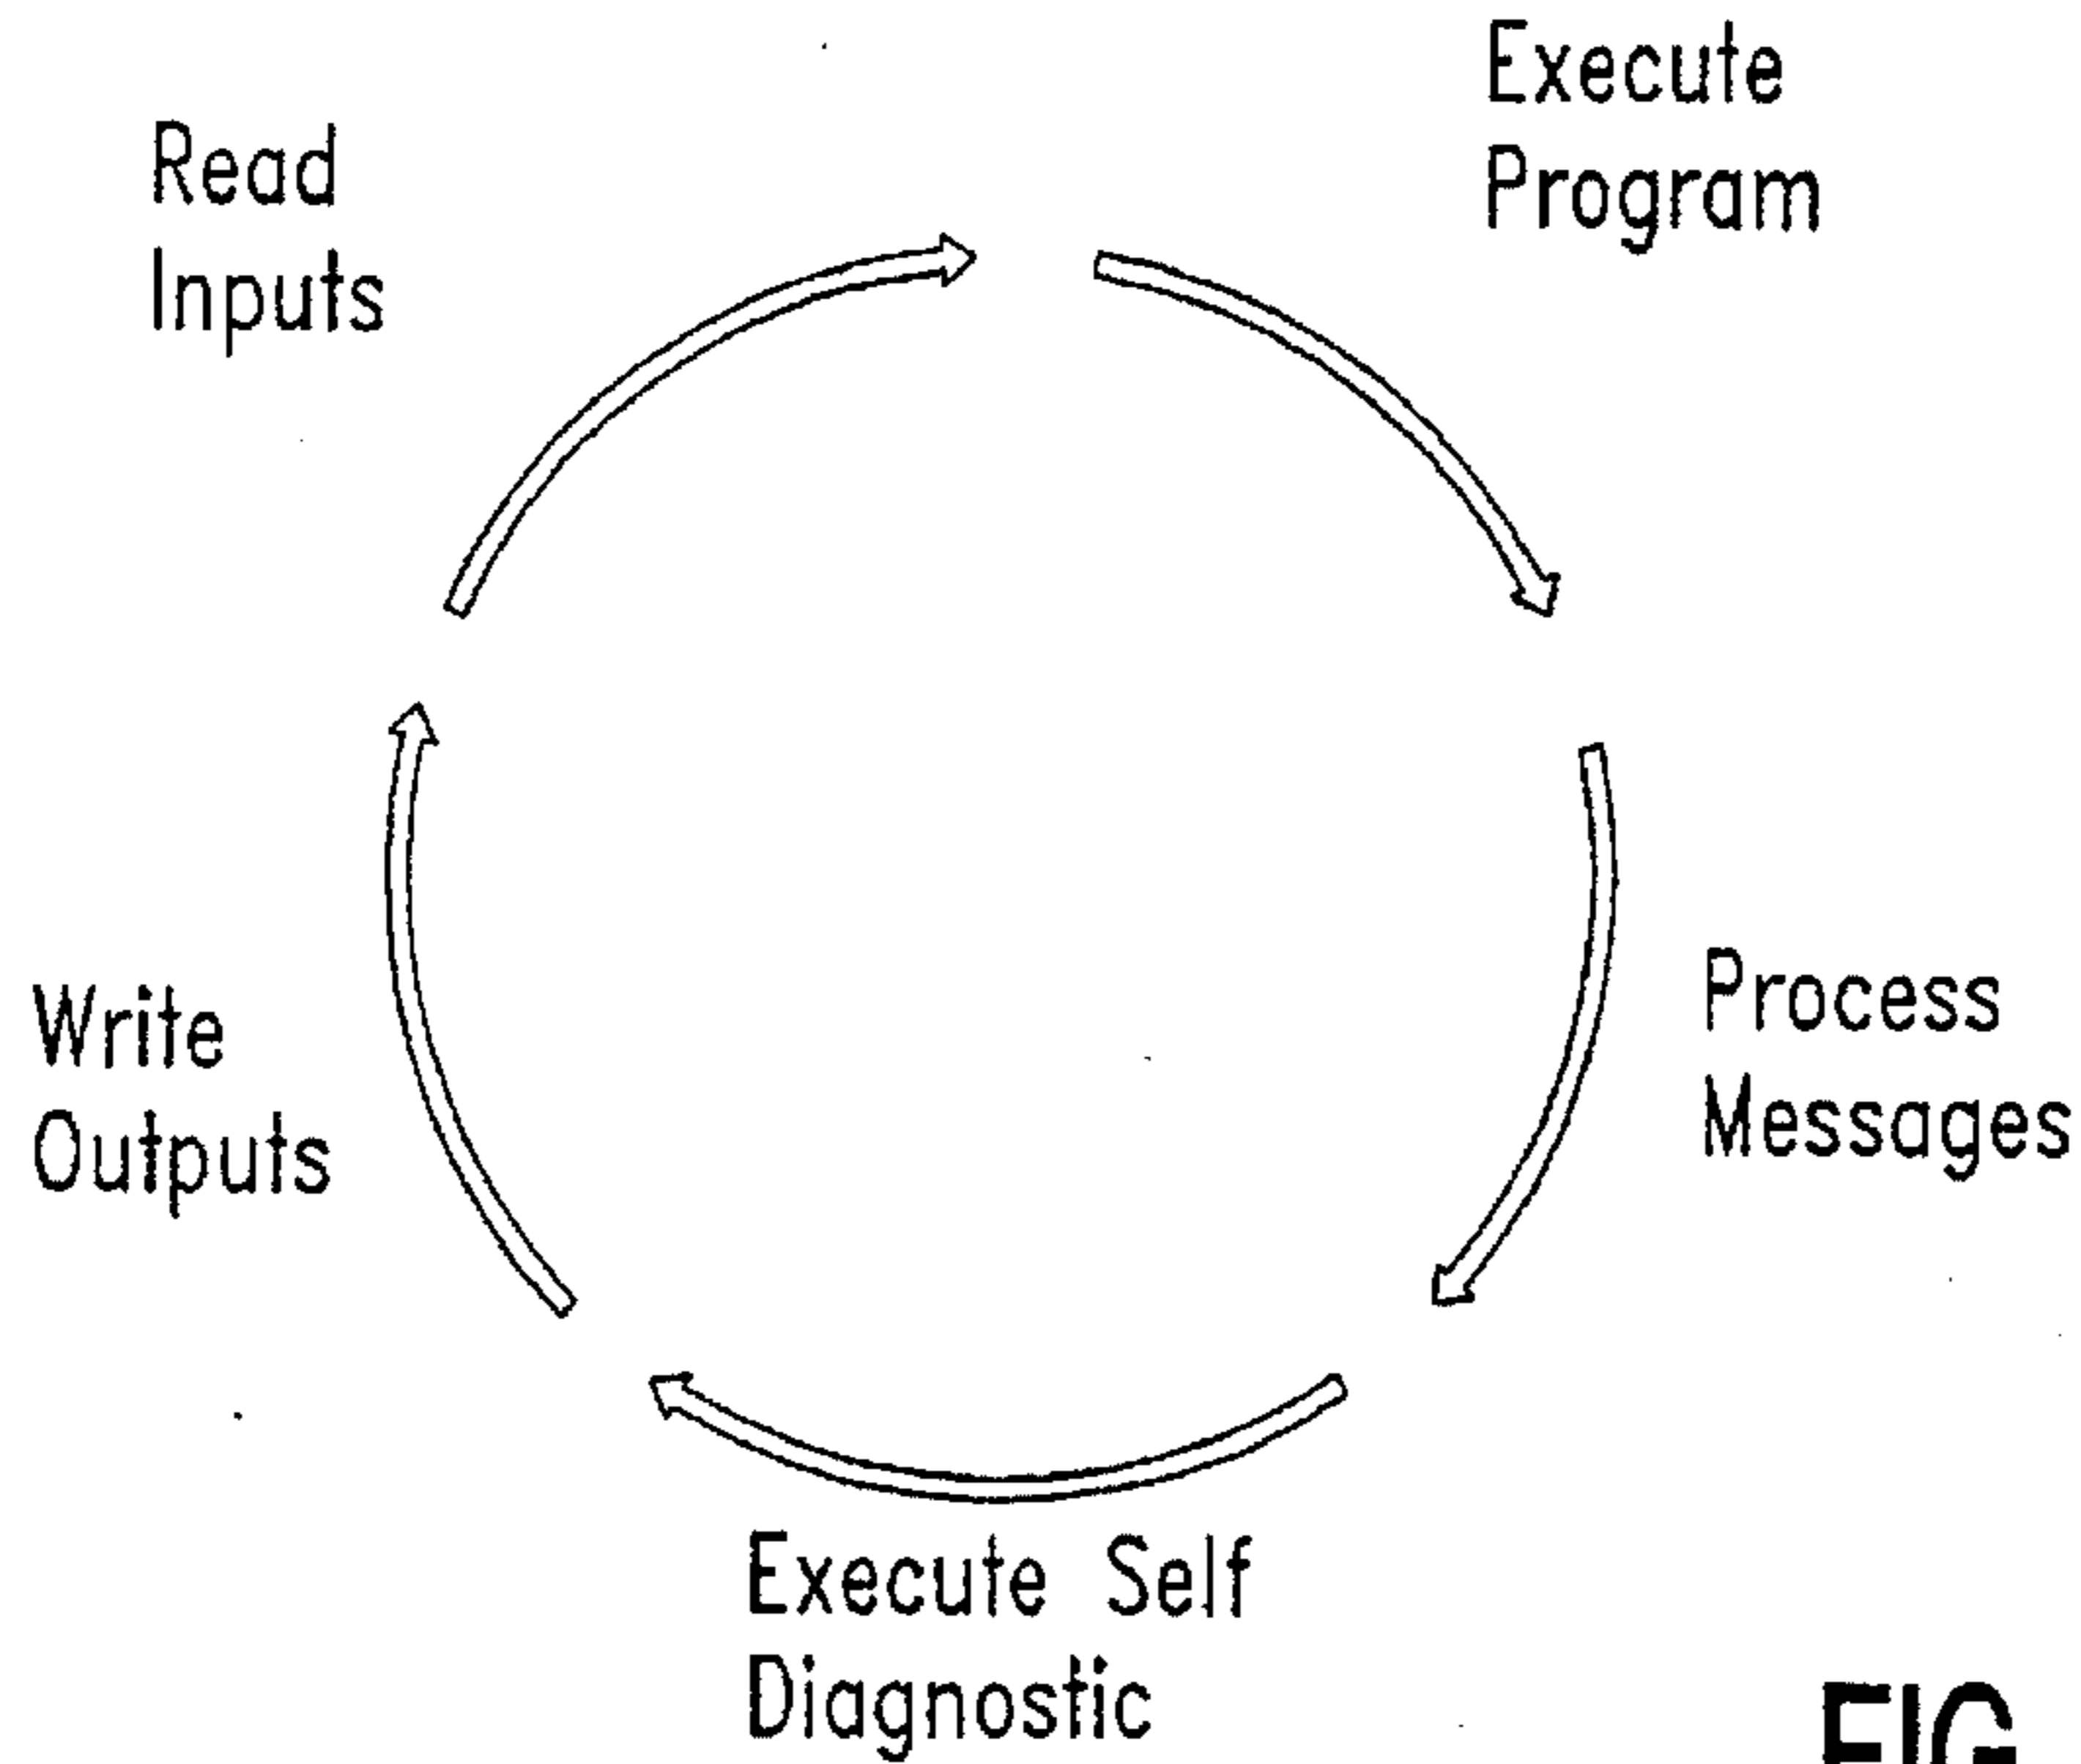 Read
Inputs
Execute
Program
Process
Messages
Execute Self
Diagnostic
Write
Outputs
FIG